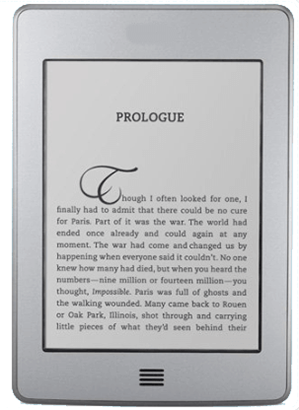 PROLOGUE
Though I often looked for one, I
finally had to admit that there could be no cure
for Paris. Part of it was the war. The world had
ended once already and could again at any
moment. The war had come and changed us by
happening when everyone said it couldn't. No one
knew how many had died, but when you heard the
numbers—nine million or fourteen million—you
thought, Impossible. Paris was full of ghosts and
the walking wounded. Many came back to Rouen
or Oak Park, Illinois, shot through and carrying
little pieces of what they'd seen behind their